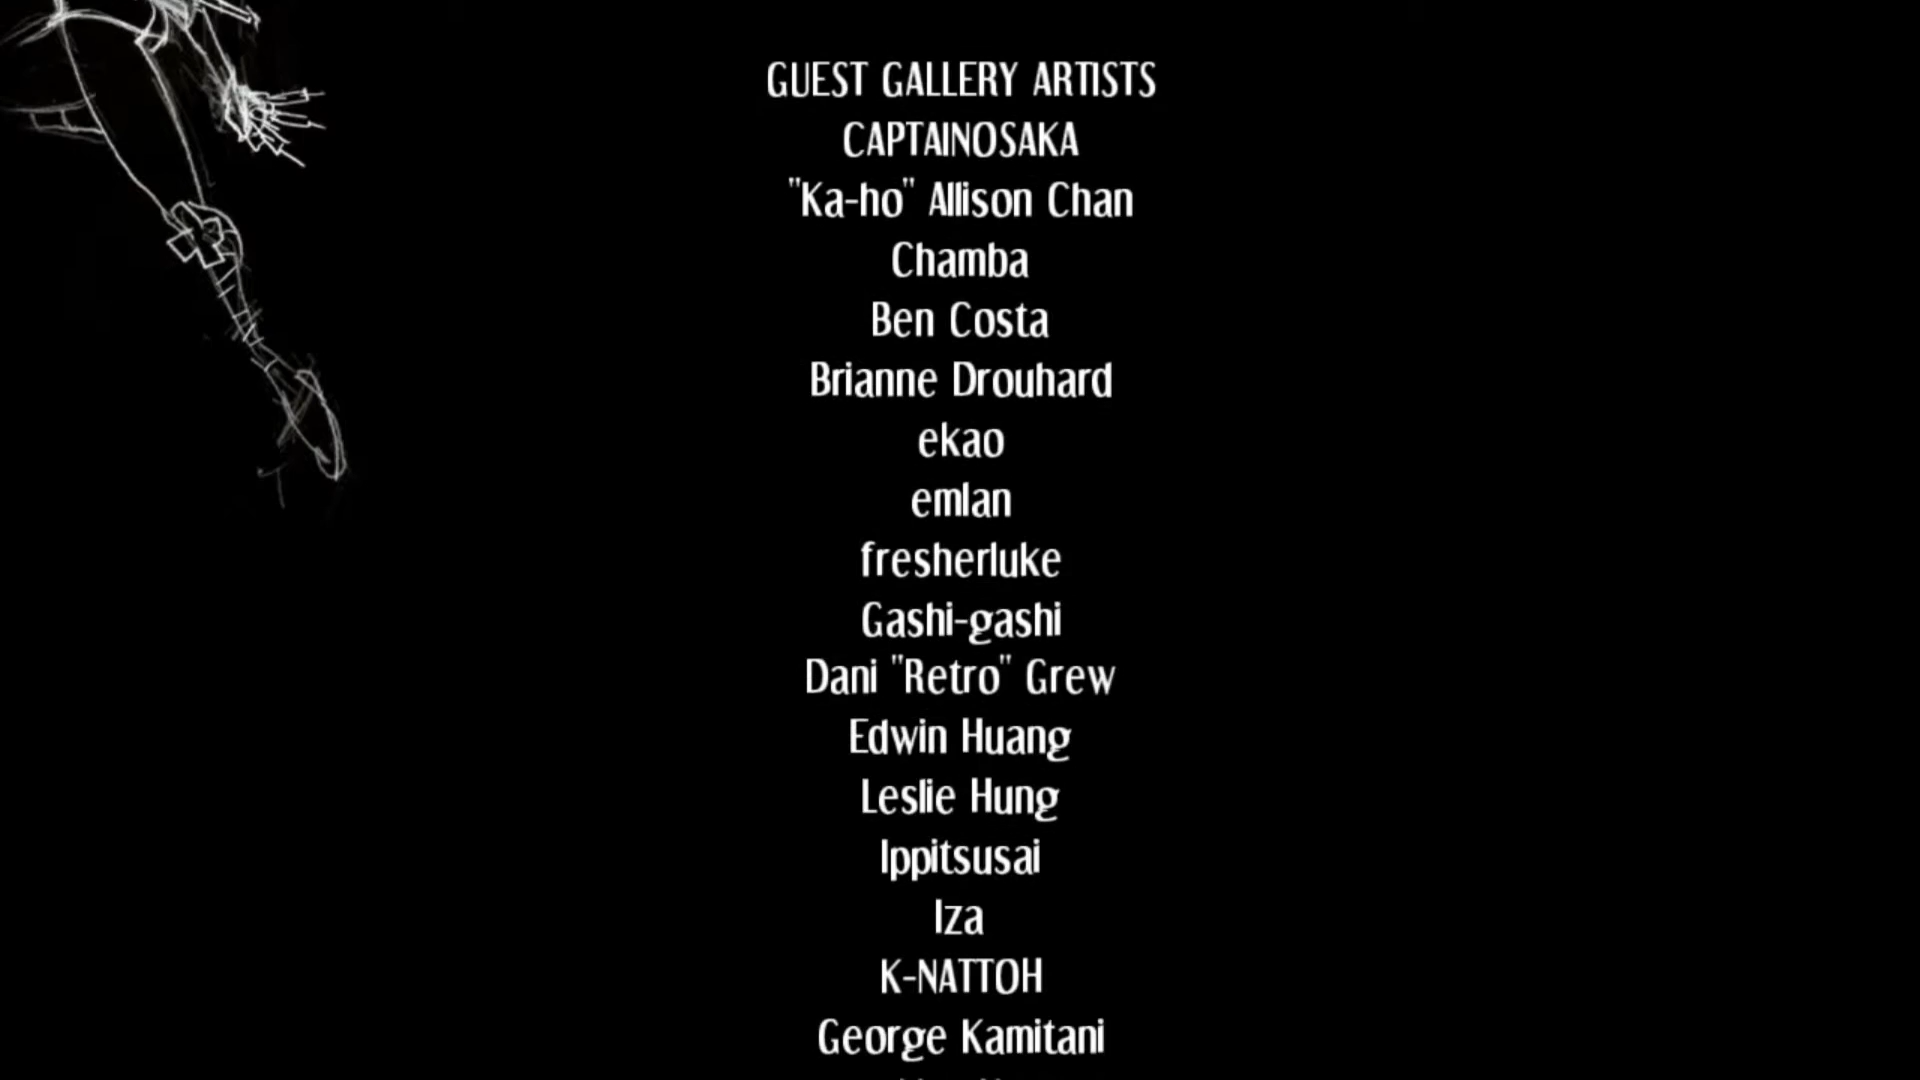 GUEST GALLERY ARTISTS
CAPTAINOSAKA
"Ka-ho" Allison Chan
Chamba
Ben Costa
Brianne Drouhard
ekao
emlan
fresherluke
Gashi-gashi
Dani "Retro" Grew
Edwin Huang
Leslie Hung
Ippitsusai
Iza
K-NATTOH
George Kamitani